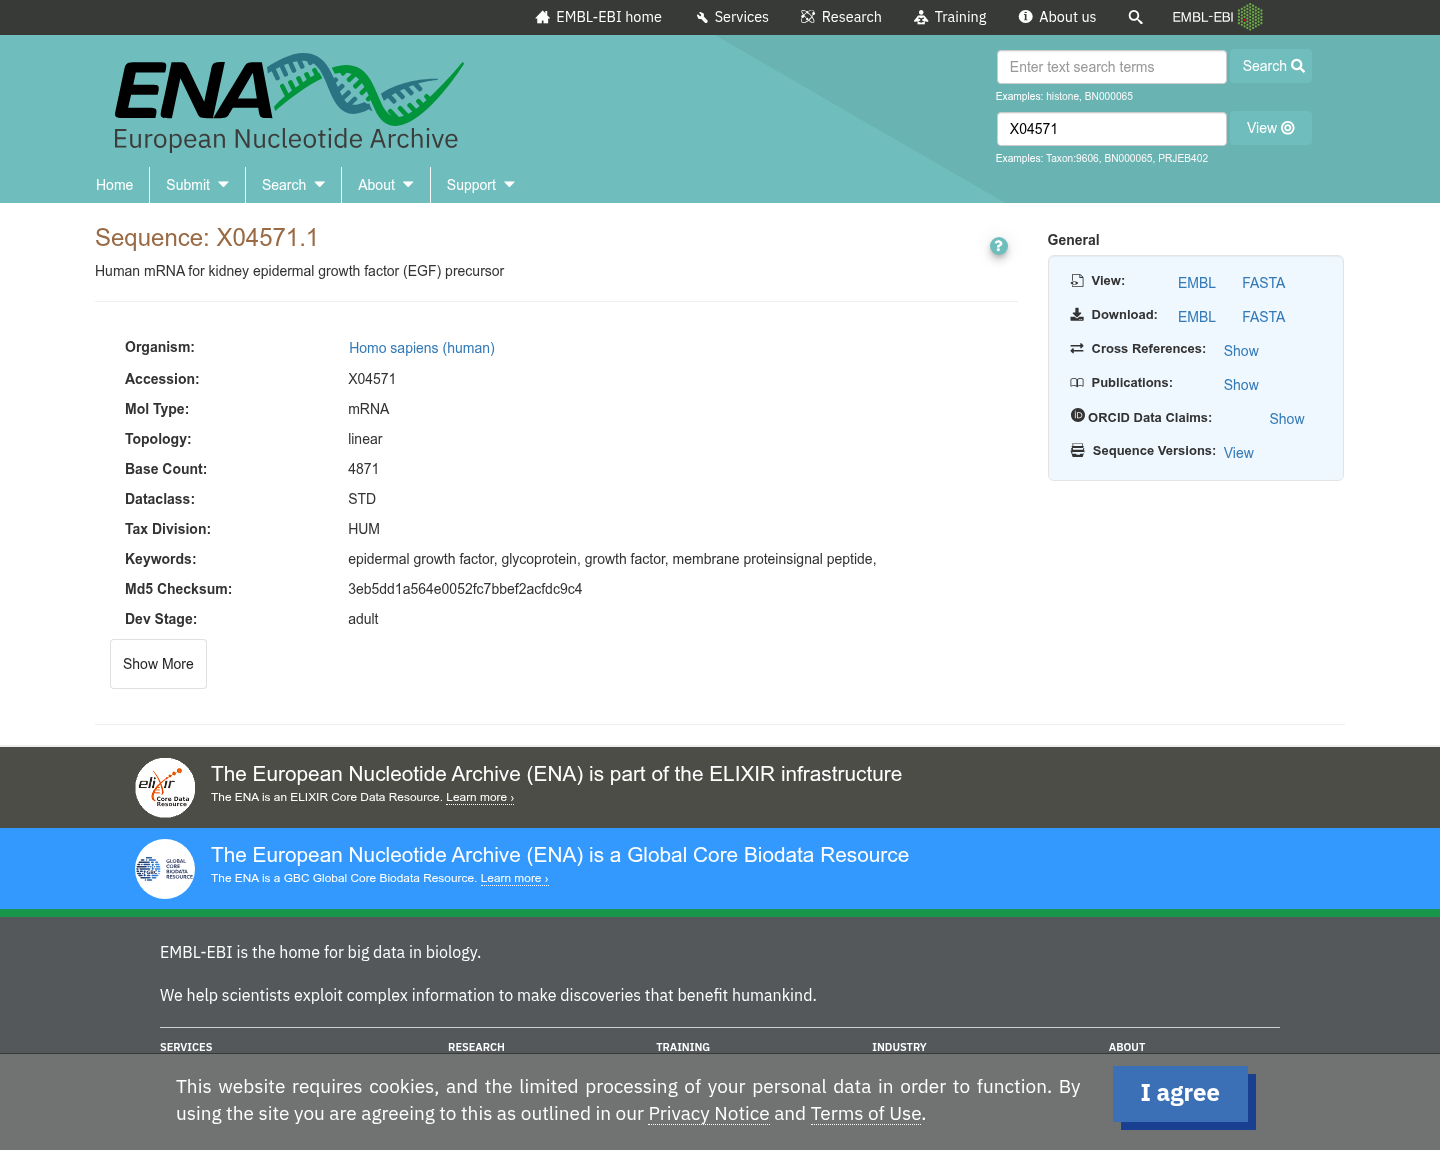 EMBL-EBI home Services Research Training About us EMBL-EBI
ENA
European Nucleotide Archive
Enter text search terms Search
Examples: histone, BN000065
X04571 View
Examples: Taxon:9606, BN000065, PRJEB402
Home Submit Search About Support
Sequence: X04571.1
Human mRNA for kidney epidermal growth factor (EGF) precursor
Organism: Homo sapiens (human)
Accession: X04571
Mol Type: mRNA
Topology: linear
Base Count: 4871
Dataclass: STD
Tax Division: HUM
Keywords: epidermal growth factor, glycoprotein, growth factor, membrane proteinsignal peptide,
Md5 Checksum: 3eb5dd1a564e0052fc7bbef2acfdc9c4
Dev Stage: adult
Show More
General
View: EMBL FASTA
Download: EMBL FASTA
Cross References: Show
Publications: Show
ORCID Data Claims: Show
Sequence Versions: View
elixir
Core Data
Resource
The European Nucleotide Archive (ENA) is part of the ELIXIR infrastructure
The ENA is an ELIXIR Core Data Resource. Learn more ›
GBC
GLOBAL
CORE
BIODATA
RESOURCE
The European Nucleotide Archive (ENA) is a Global Core Biodata Resource
The ENA is a GBC Global Core Biodata Resource. Learn more ›
EMBL-EBI is the home for big data in biology.
We help scientists exploit complex information to make discoveries that benefit humankind.
SERVICES RESEARCH TRAINING INDUSTRY ABOUT
This website requires cookies, and the limited processing of your personal data in order to function. By
using the site you are agreeing to this as outlined in our Privacy Notice and Terms of Use.
I agree